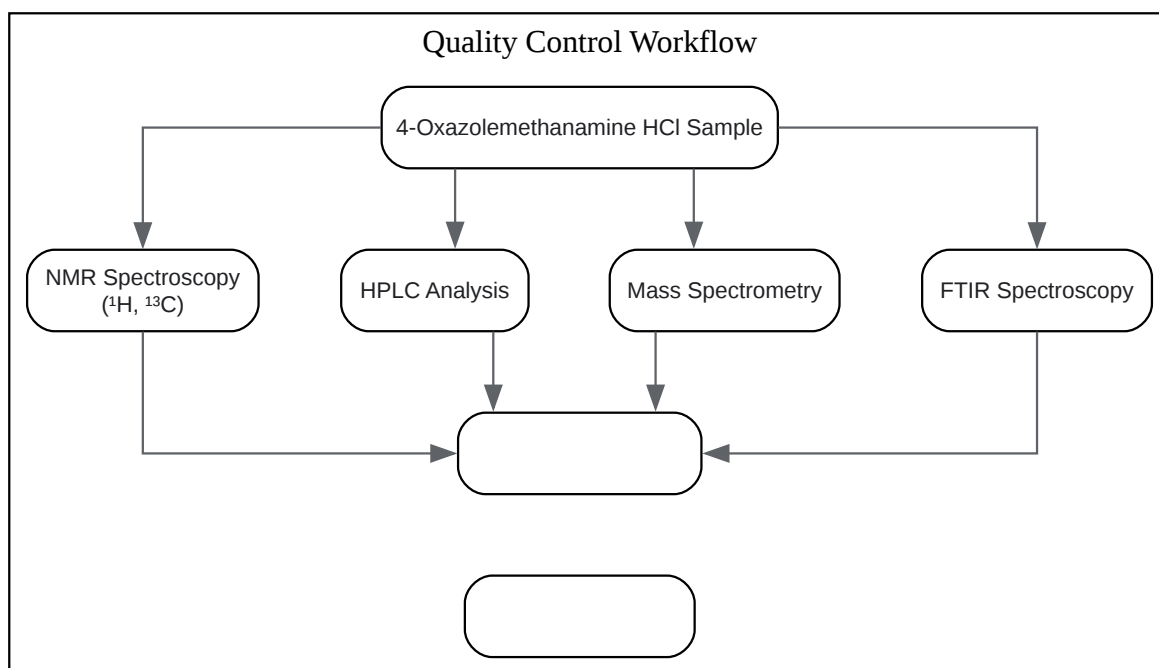 Quality Control Workflow
4-Oxazolemethanamine HCl Sample
NMR Spectroscopy
(¹H, ¹³C)
HPLC Analysis
Mass Spectrometry
FTIR Spectroscopy